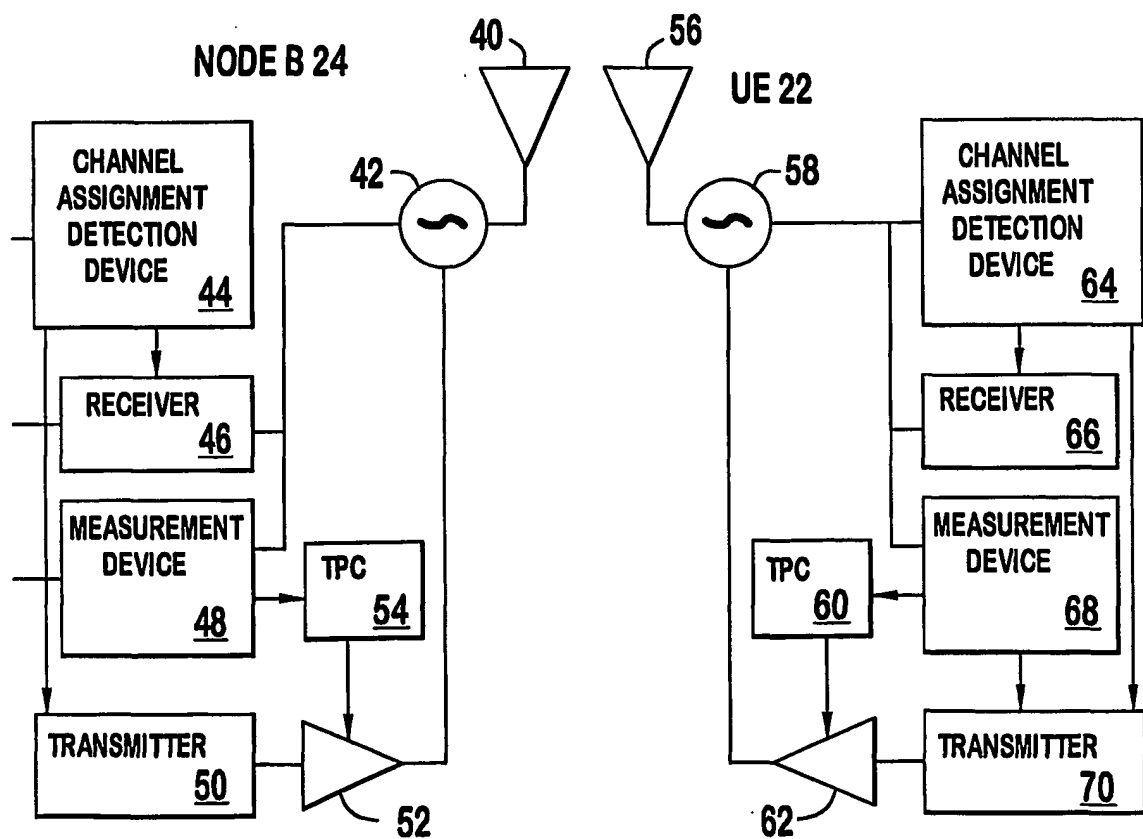 NODE B 24
40
56
UE 22
42
58
CHANNEL
ASSIGNMENT
DETECTION
DEVICE
44
CHANNEL
ASSIGNMENT
DETECTION
DEVICE
64
RECEIVER
46
RECEIVER
66
MEASUREMENT
DEVICE
48
TPC
54
TPC
60
MEASUREMENT
DEVICE
68
TRANSMITTER
50
52
62
TRANSMITTER
70